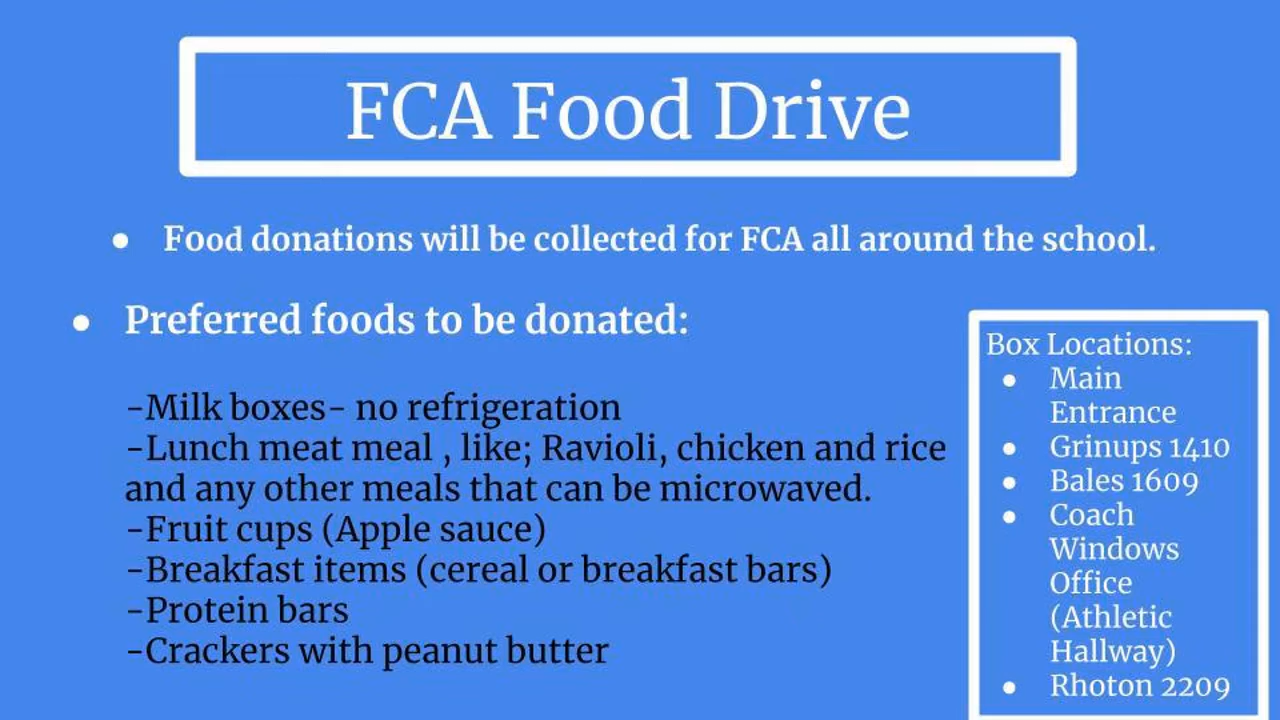 FCA Food Drive
● Food donations will be collected for FCA all around the school.
● Preferred foods to be donated:
-Milk boxes- no refrigeration
-Lunch meat meal , like; Ravioli, chicken and rice
and any other meals that can be microwaved.
-Fruit cups (Apple sauce)
-Breakfast items (cereal or breakfast bars)
-Protein bars
-Crackers with peanut butter
Box Locations:
● Main
Entrance
● Grinups 1410
● Bales 1609
● Coach
Windows
Office
(Athletic
Hallway)
● Rhoton 2209